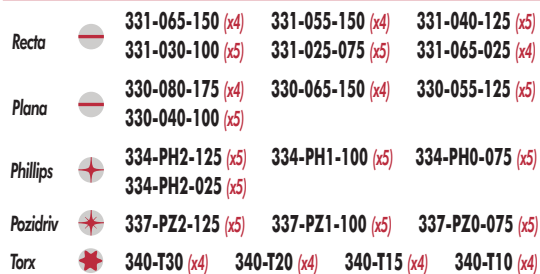 331-065-150 (x4) 331-055-150 (x4) 331-040-125 (x5)
Recta
331-030-100 (x5) 331-025-075 (x5) 331-065-025 (x4)
330-080-175 (x4) 330-065-150 (x4) 330-055-125 (x5)
Plana
330-040-100 (x5)
334-PH2-125 (x5) 334-PH1-100 (x5) 334-PH0-075 (x5)
Phillips
334-PH2-025 (x5)
Pozidriv 337-PZ2-125 (x5) 337-PZ1-100 (x5) 337-PZ0-075 (x5)
Torx 340-T30 (x4) 340-T20 (x4) 340-T15 (x4) 340-T10 (x4)